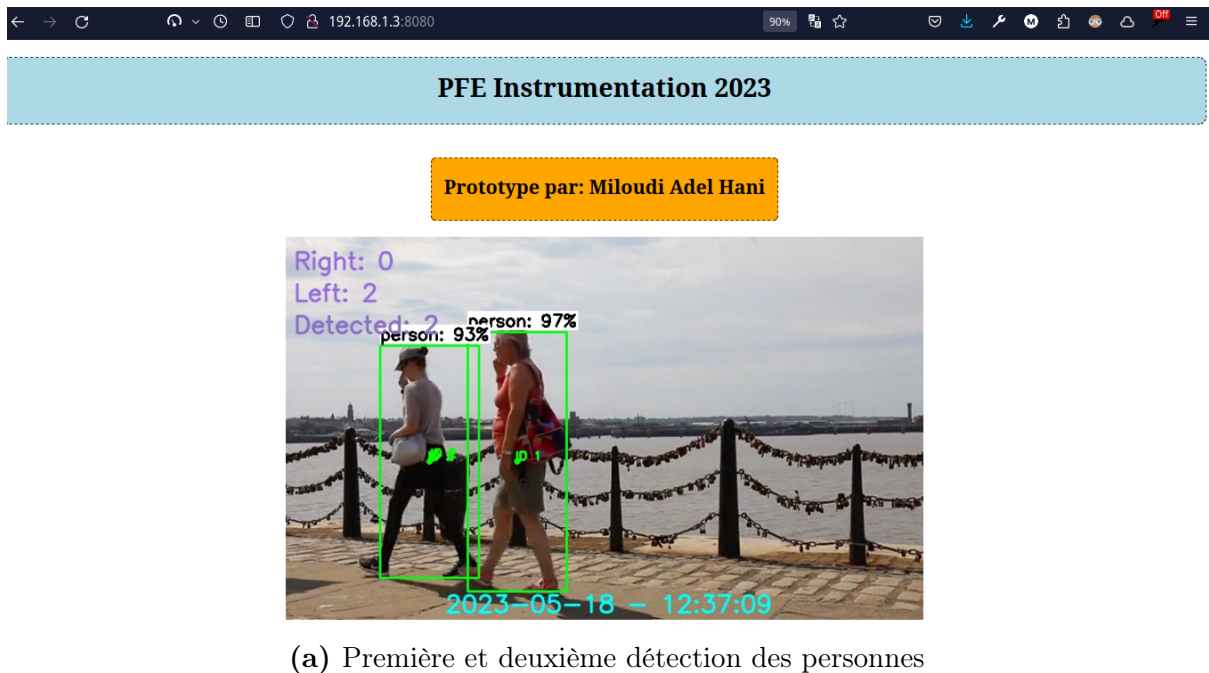 192.168.1.3:8080
90%
Off
PFE Instrumentation 2023
Prototype par: Miloudi Adel Hani
Right: 0
Left: 2
Detected: 2
person: 97%
person: 93%
ID 1
2023-05-18 - 12:37:09
(a) Première et deuxième détection des personnes